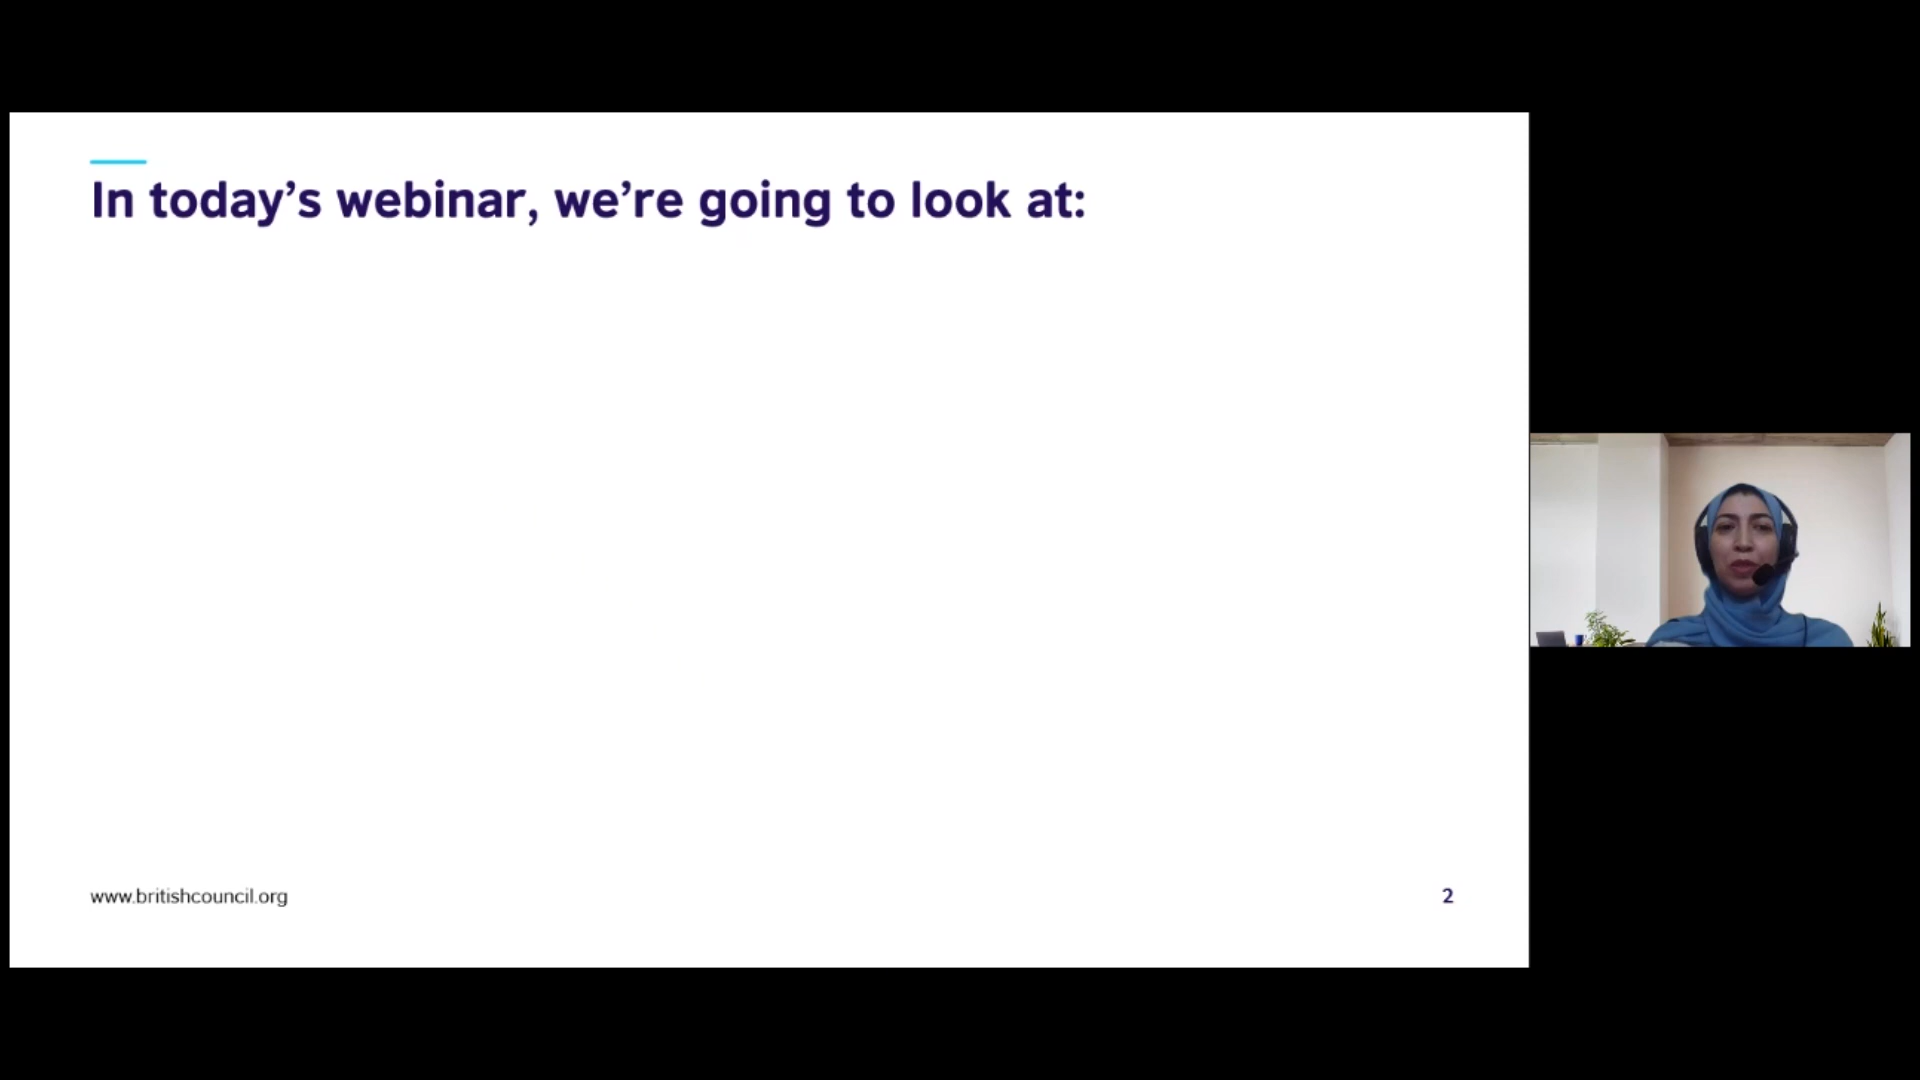 In today’s webinar, we’re going to look at:
www.britishcouncil.org
2